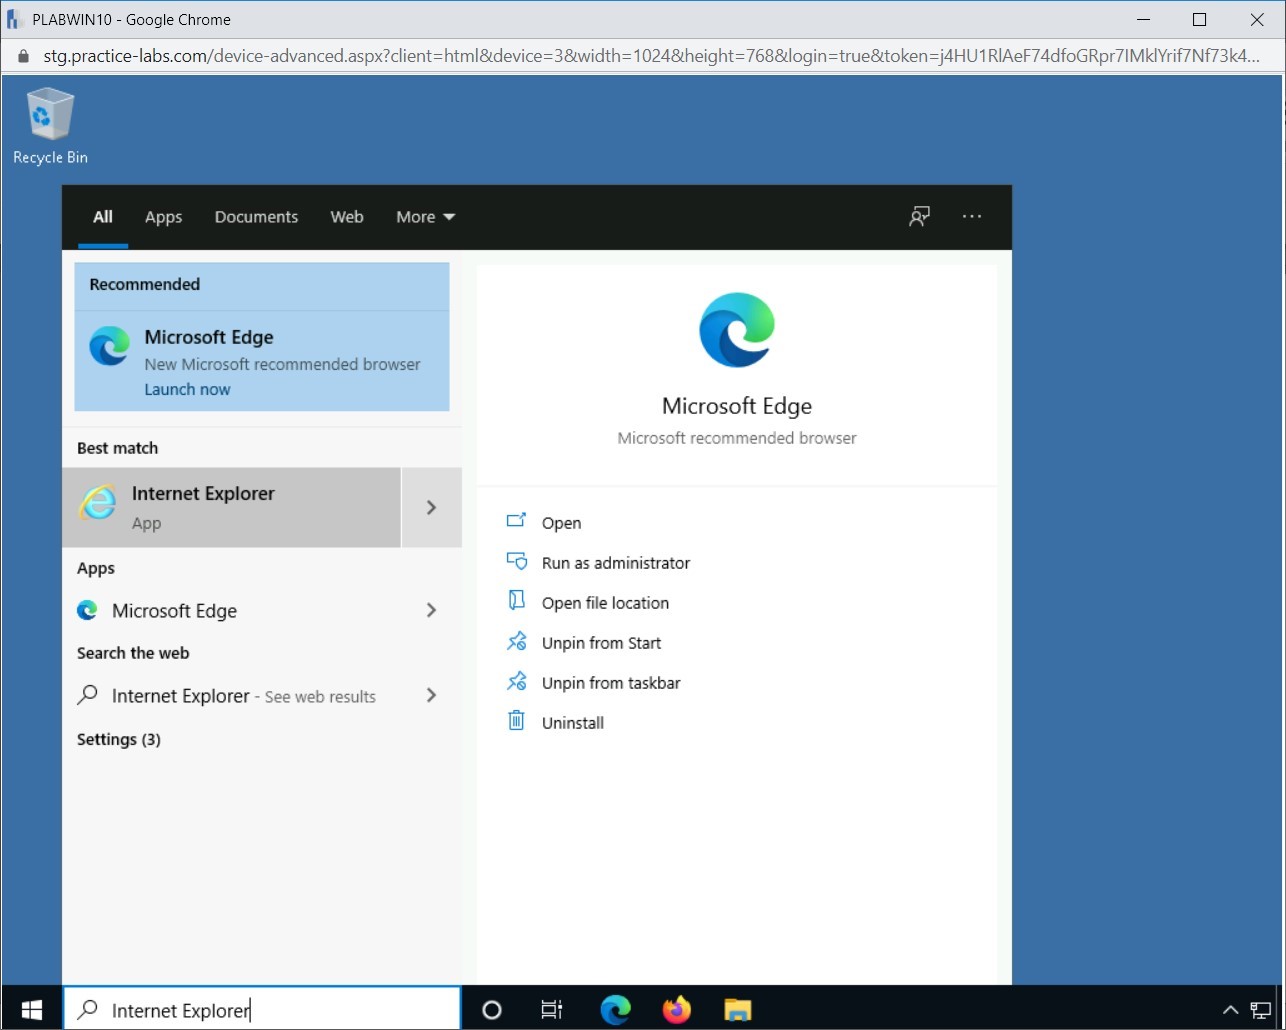 PLABWIN10 - Google Chrome
stg.practice-labs.com/device-advanced.aspx?client=html&device=3&width=1024&height=768&login=true&token=j4HU1RlAeF74dfoGRpr7IMklYrif7Nf73k4...
Recycle Bin
All Apps Documents Web More
Recommended
Microsoft Edge
New Microsoft recommended browser
Launch now
Best match
Internet Explorer
App
Apps
Microsoft Edge
Search the web
Internet Explorer - See web results
Settings (3)
Microsoft Edge
Microsoft recommended browser
Open
Run as administrator
Open file location
Unpin from Start
Unpin from taskbar
Uninstall
Internet Explorer